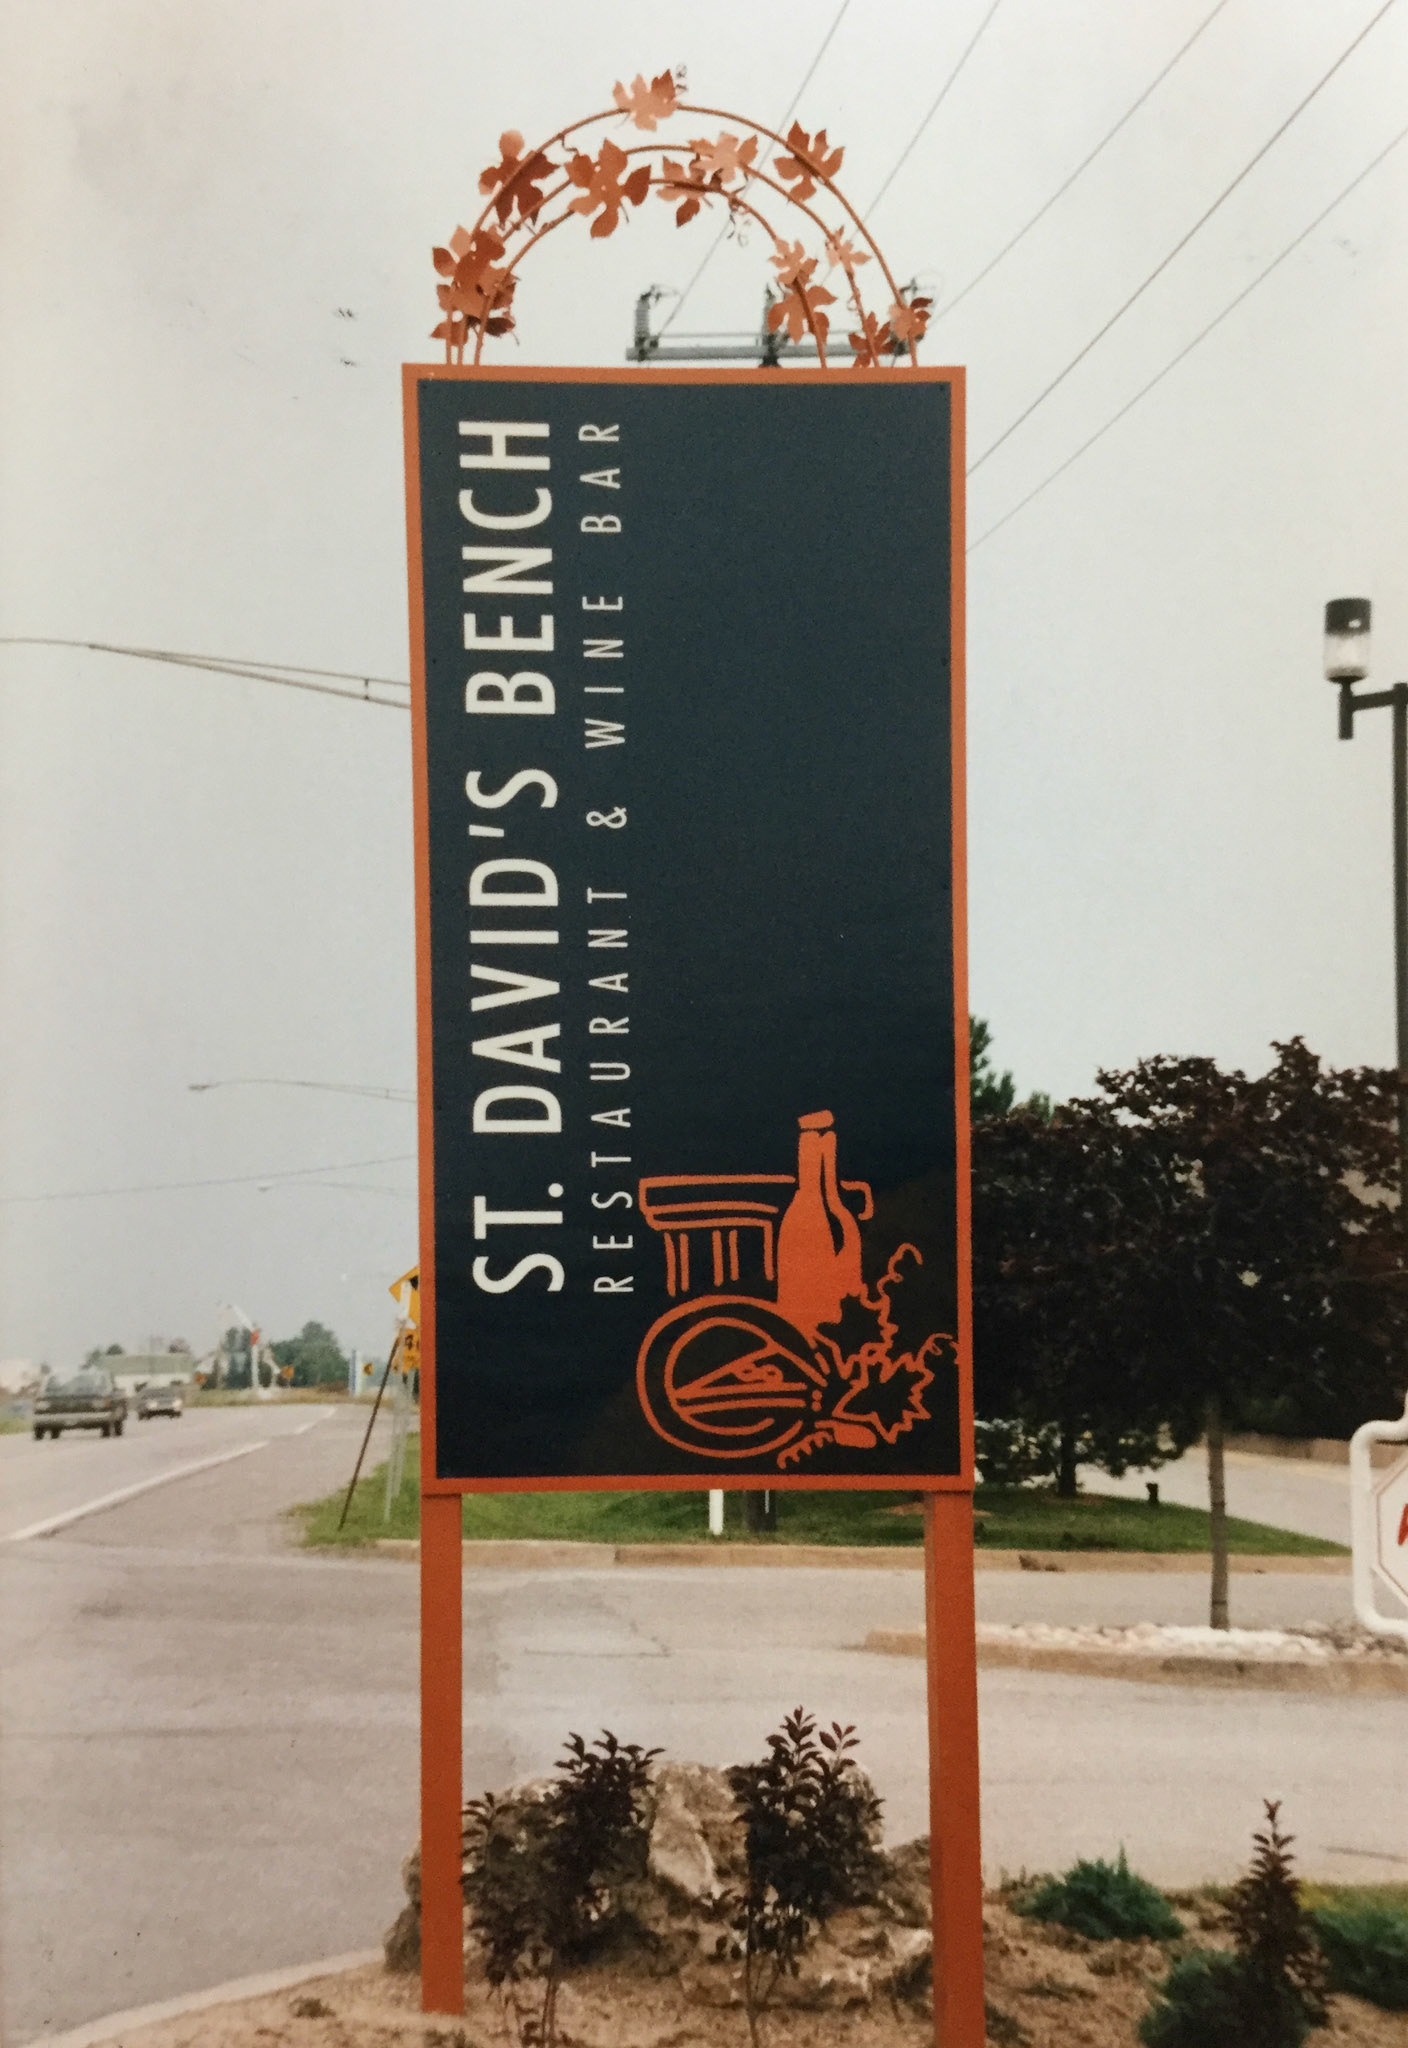 ST. DAVID'S BENCH
RESTAURANT & WINE BAR